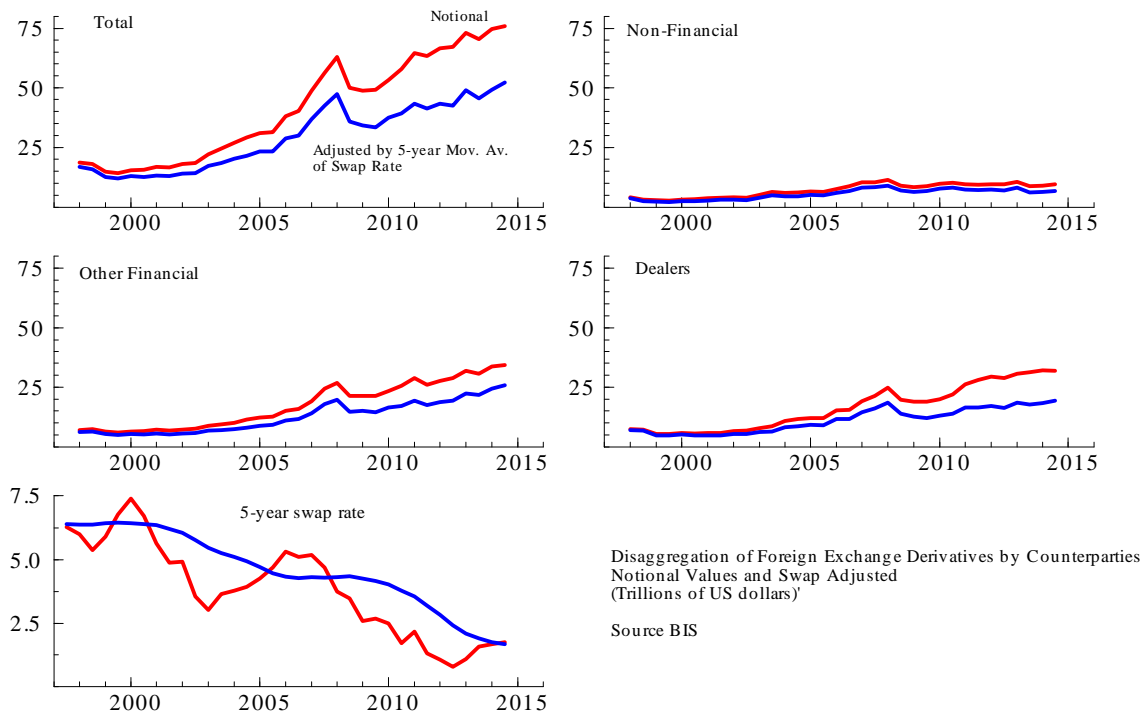 Total
Notional
Adjusted by 5-year Mov. Av.
of Swap Rate
75
50
25
2000 2005 2010 2015
Non-Financial
75
50
25
2000 2005 2010 2015
Other Financial
75
50
25
2000 2005 2010 2015
Dealers
75
50
25
2000 2005 2010 2015
5-year swap rate
7.5
5.0
2.5
2000 2005 2010 2015
Disaggregation of Foreign Exchange Derivatives by Counterparties
Notional Values and Swap Adjusted
(Trillions of US dollars)'
Source BIS